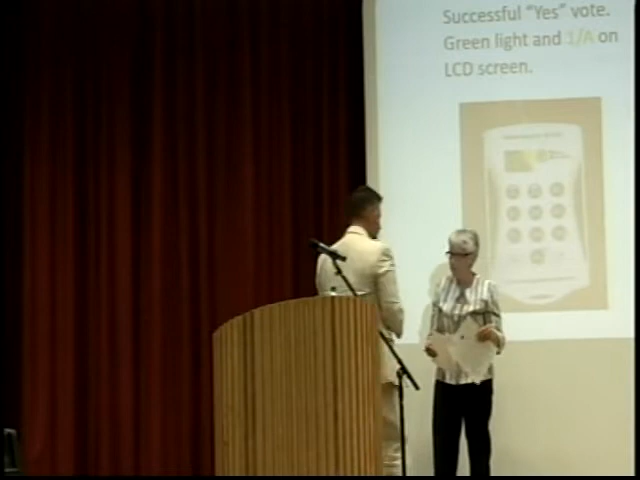 Successful "Yes" vote.
Green light and 1/A on
LCD screen.